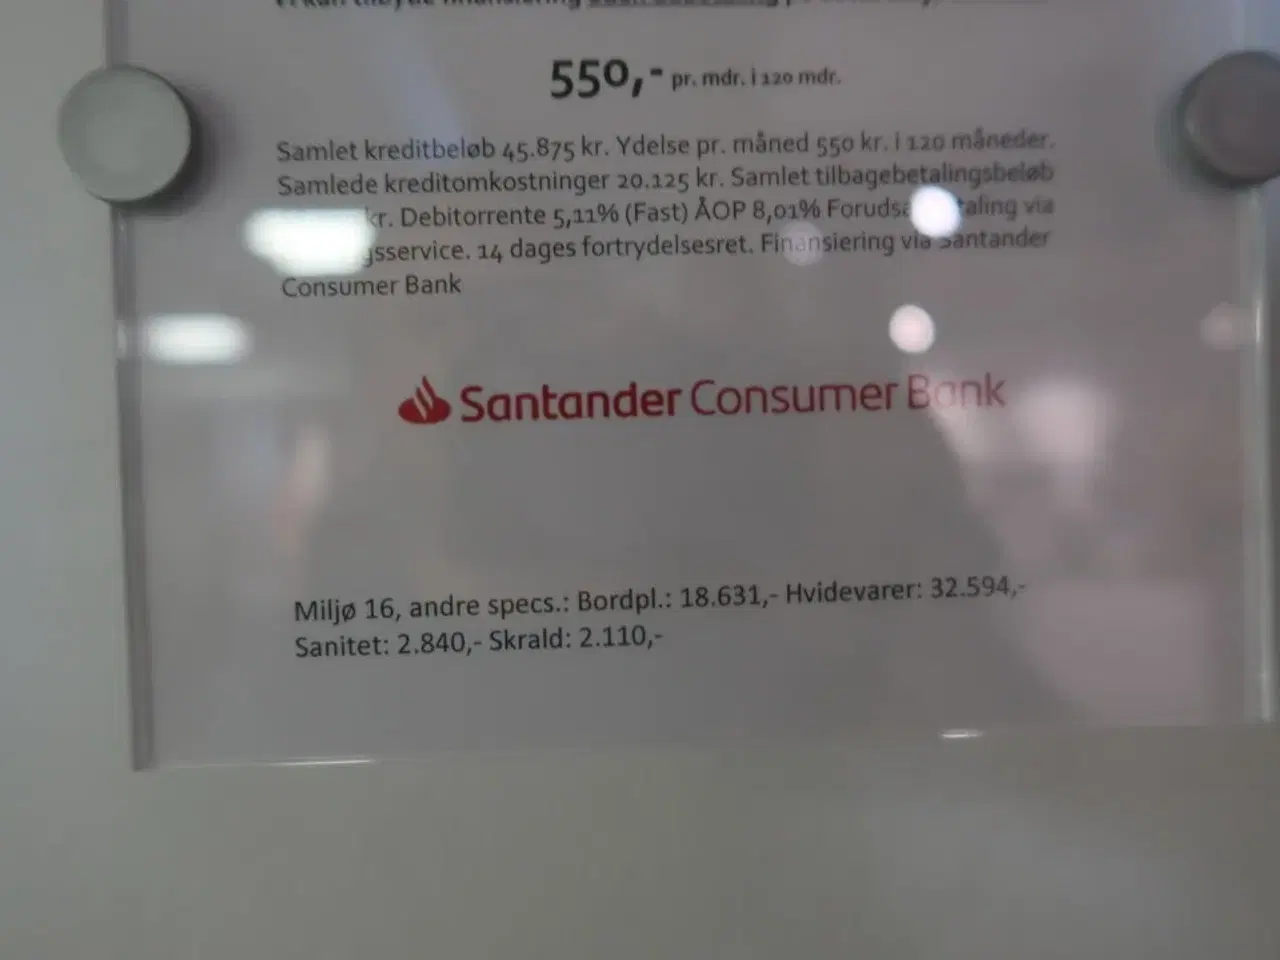 550,- pr. mdr. i 120 mdr.
Samlet kreditbeløb 45.875 kr. Ydelse pr. måned 550 kr. i 120 måneder.
Samlede kreditomkostninger 20.125 kr. Samlet tilbagebetalingsbeløb
kr. Debitorrente 5,11% (Fast) ÅOP 8,01% via
14 dages fortrydelsesret. Finansiering via Santander
Consumer Bank
Santander Consumer Bank
Miljø 16, andre specs.: Bordpl.: 18.631,- Hvidevarer: 32.594,-
Sanitet: 2.840,- Skrald: 2.110,-